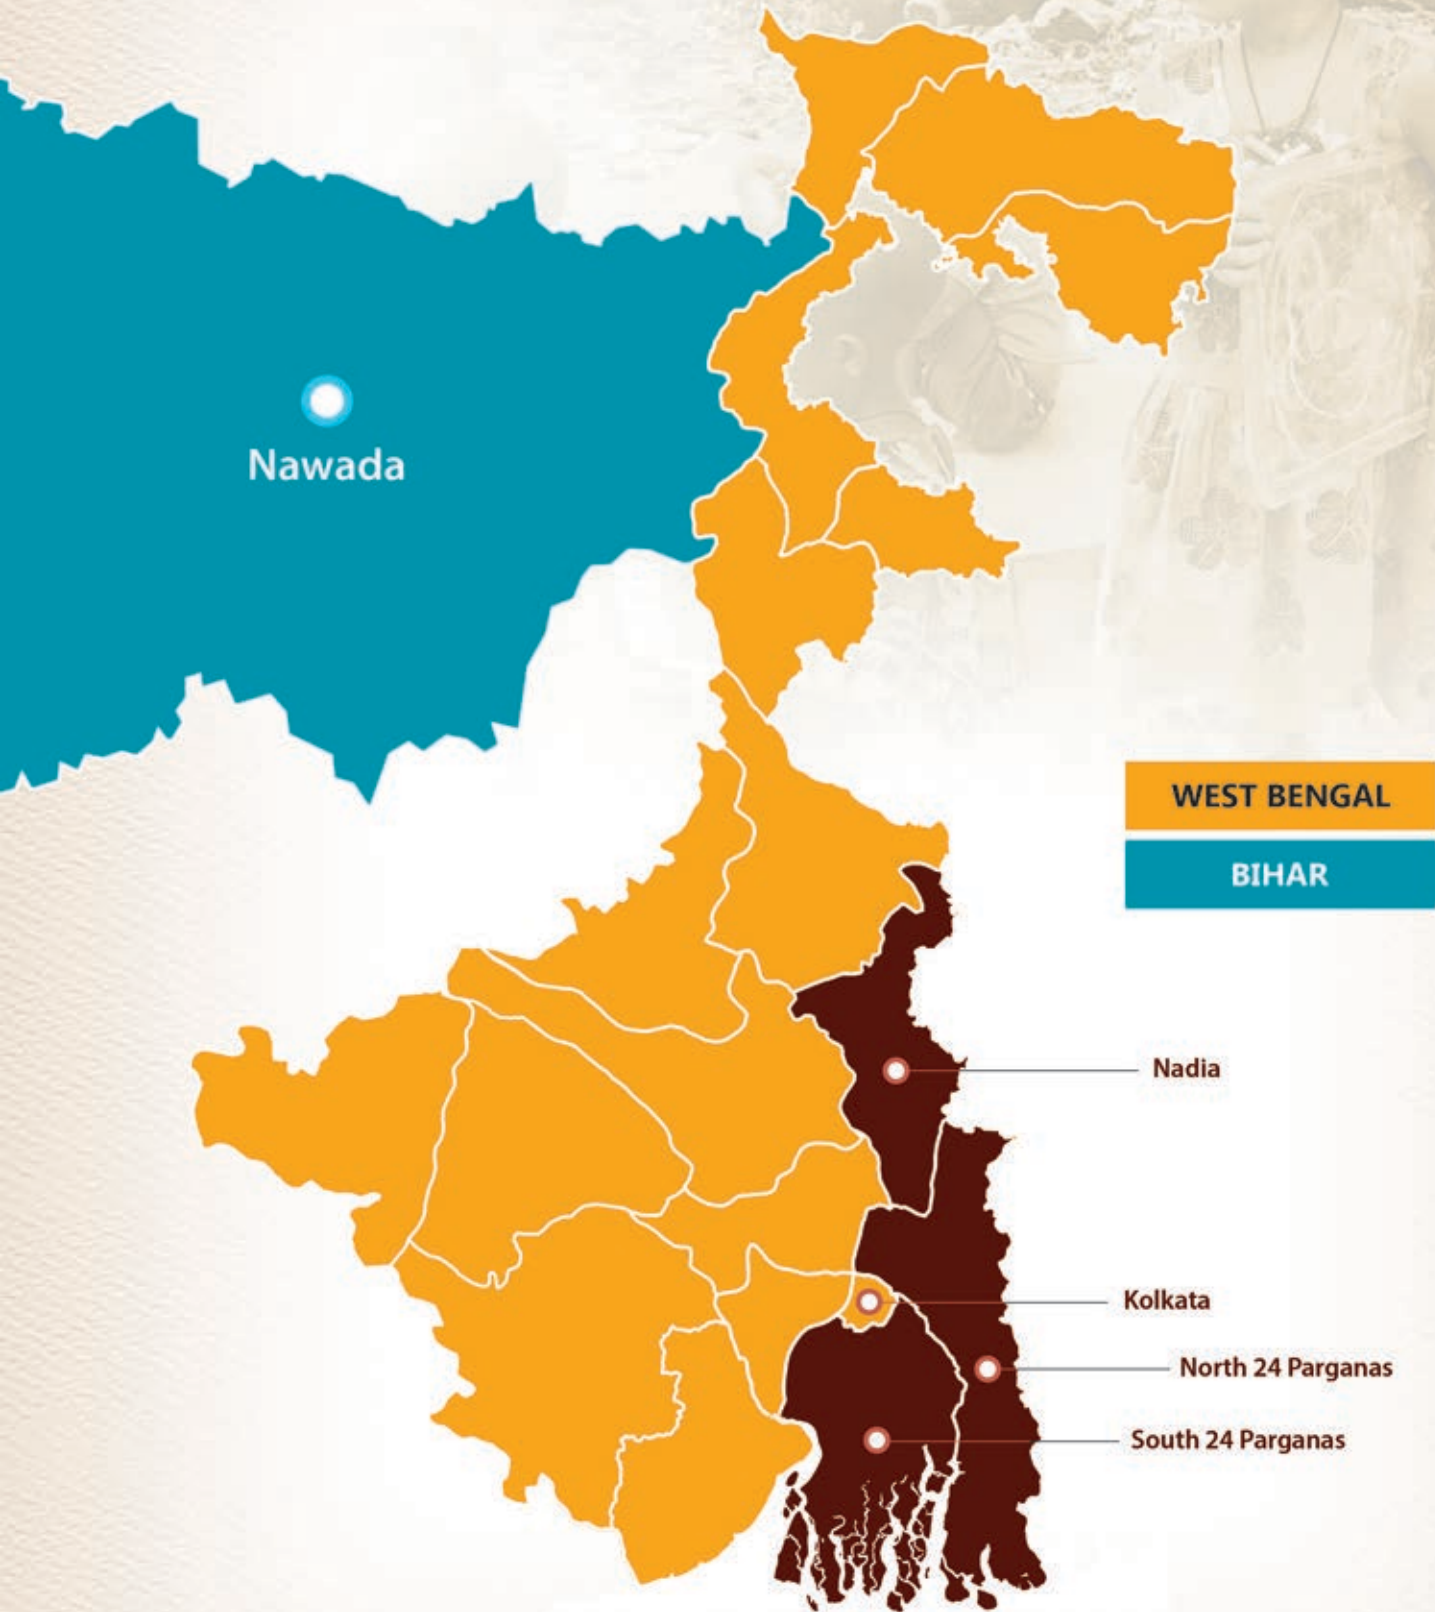 Nawada
WEST BENGAL
BIHAR
Nadia
Kolkata
North 24 Parganas
South 24 Parganas